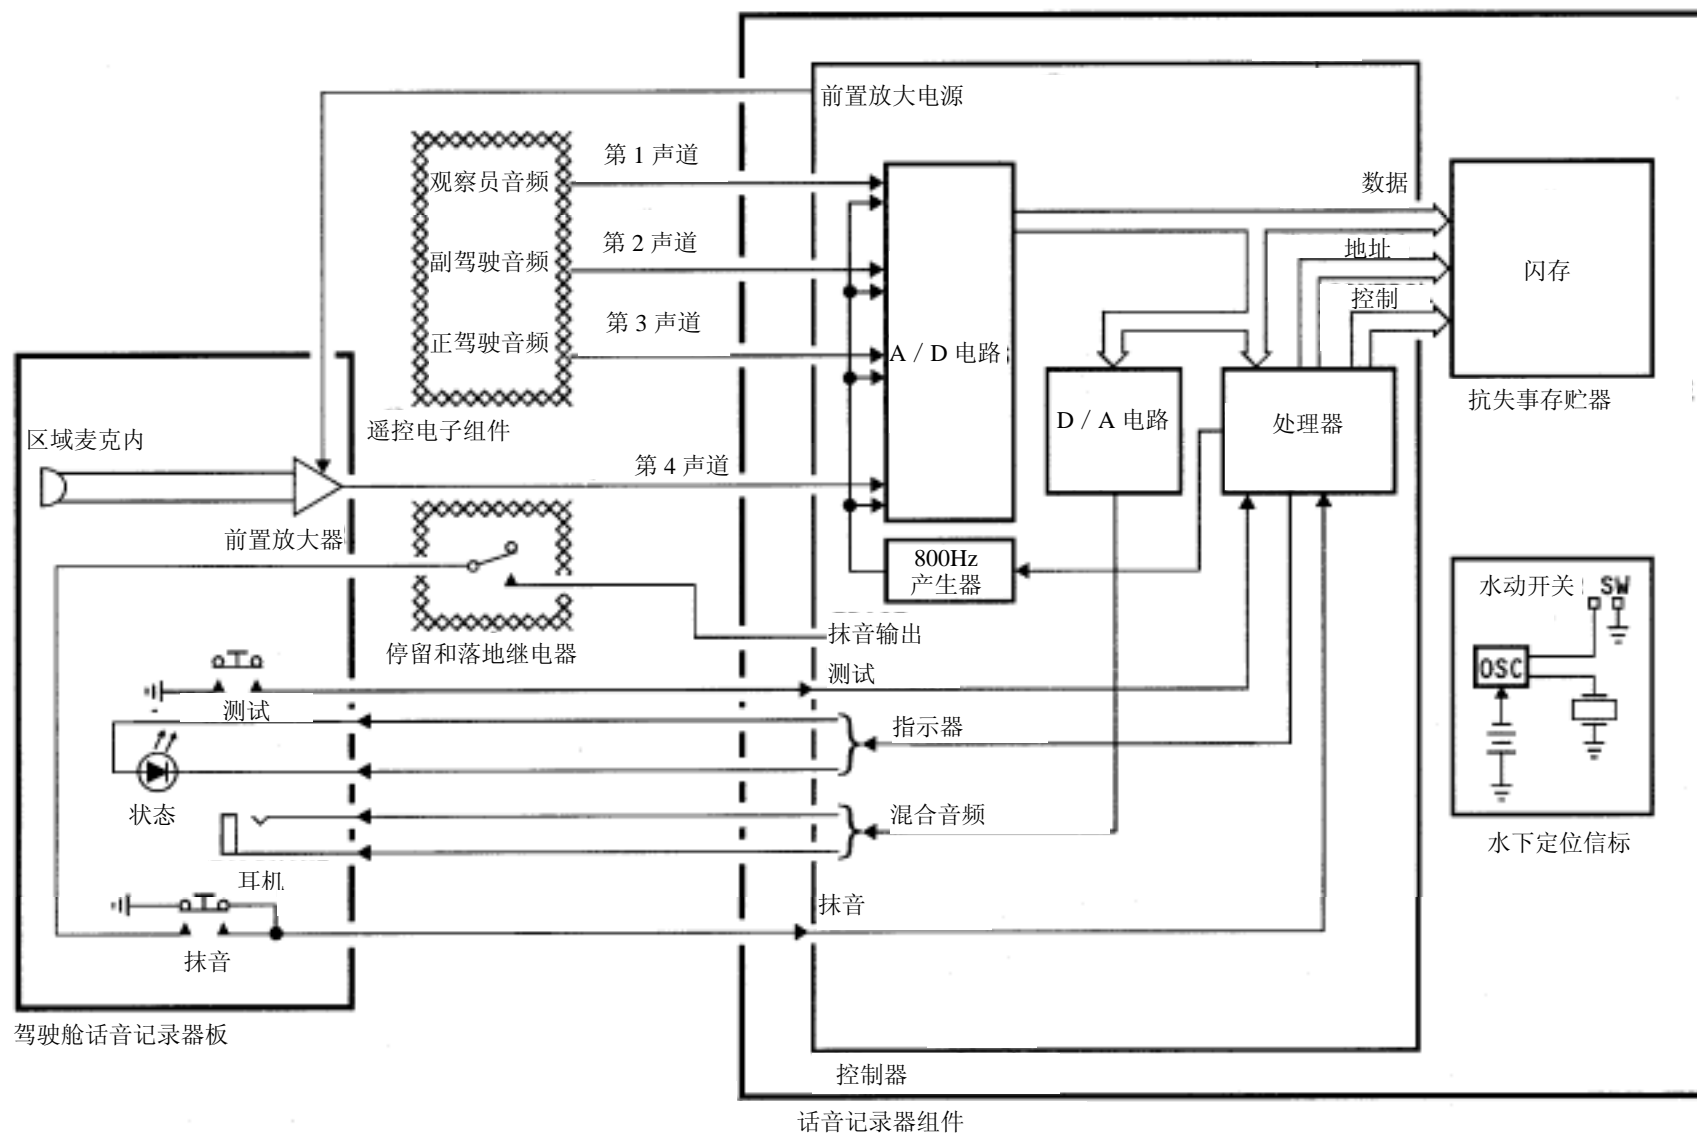 前置放大电源
第 1 声道
观察员音频
数据
第 2 声道
地址
副驾驶音频
闪存
控制
第 3 声道
正驾驶音频
A / D 电路
抗失事存贮器
D / A 电路
处理器
遥控电子组件
区域麦克内
第 4 声道
前置放大器
800Hz
产生器
水动开关
SW
抹音输出
停留和落地继电器
OSC
测试
测试
指示器
状态
混合音频
水下定位信标
耳机
抹音
抹音
驾驶舱话音记录器板
控制器
话音记录器组件